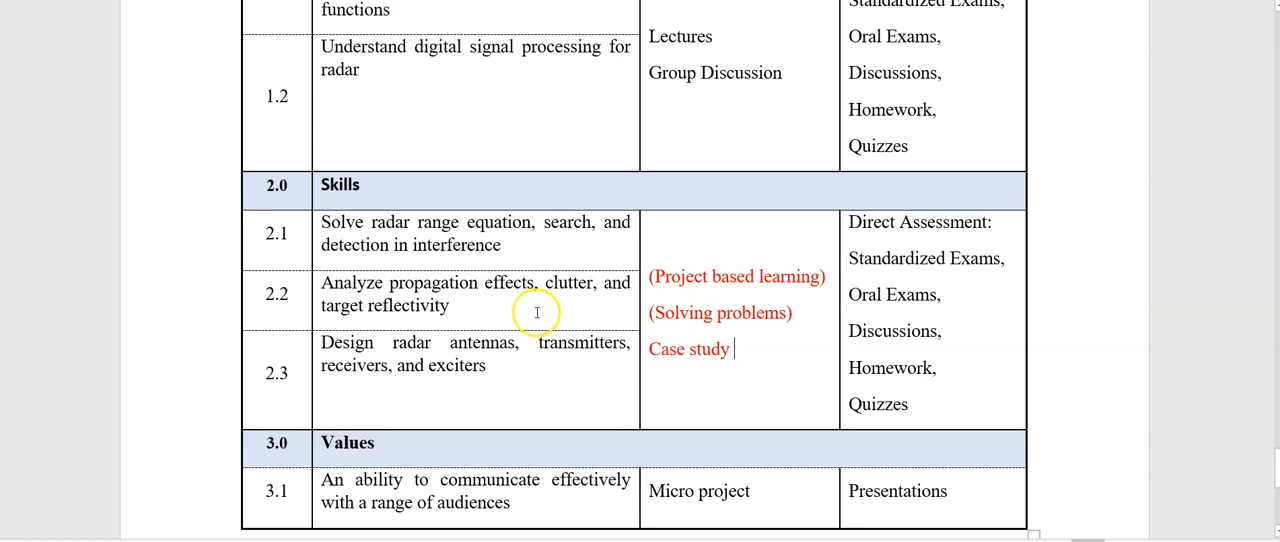 functions
Standardized Exams,
1.2
Understand digital signal processing for
radar
Lectures
Group Discussion
Oral Exams,
Discussions,
Homework,
Quizzes
2.0 Skills
2.1
Solve radar range equation, search, and
detection in interference
2.2
Analyze propagation effects, clutter, and
target reflectivity
2.3
Design radar antennas, transmitters,
receivers, and exciters
(Project based learning)
(Solving problems)
Case study
Direct Assessment:
Standardized Exams,
Oral Exams,
Discussions,
Homework,
Quizzes
3.0 Values
3.1
An ability to communicate effectively
with a range of audiences
Micro project
Presentations